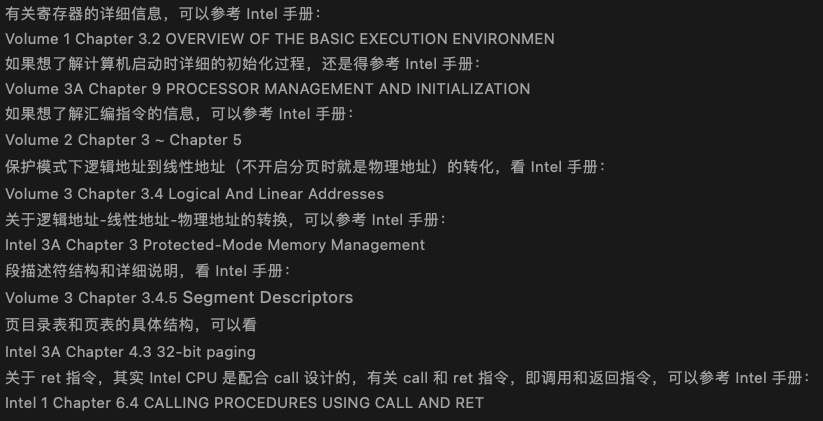 有关寄存器的详细信息，可以参考 Intel 手册：
Volume 1 Chapter 3.2 OVERVIEW OF THE BASIC EXECUTION ENVIRONMEN
如果想了解计算机启动时详细的初始化过程，还是得参考 Intel 手册：
Volume 3A Chapter 9 PROCESSOR MANAGEMENT AND INITIALIZATION
如果想了解汇编指令的信息，可以参考 Intel 手册：
Volume 2 Chapter 3 ~ Chapter 5
保护模式下逻辑地址到线性地址（不开启分页时就是物理地址）的转化，看 Intel 手册：
Volume 3 Chapter 3.4 Logical And Linear Addresses
关于逻辑地址-线性地址-物理地址的转换，可以参考 Intel 手册：
Intel 3A Chapter 3 Protected-Mode Memory Management
段描述符结构和详细说明，看 Intel 手册：
Volume 3 Chapter 3.4.5 Segment Descriptors
页目录表和页表的具体结构，可以看
Intel 3A Chapter 4.3 32-bit paging
关于 ret 指令，其实 Intel CPU 是配合 call 设计的，有关 call 和 ret 指令，即调用和返回指令，可以参考 Intel 手册：
Intel 1 Chapter 6.4 CALLING PROCEDURES USING CALL AND RET